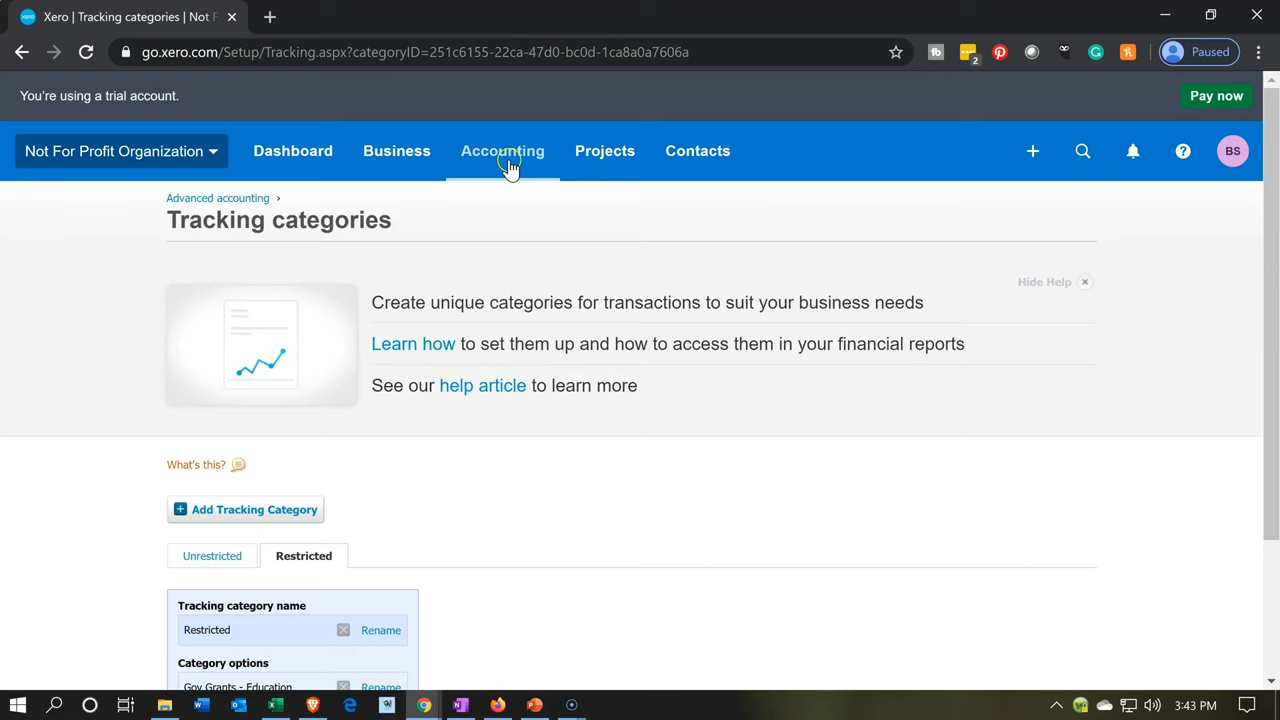 Xero | Tracking categories | Not F
go.xero.com/Setup/Tracking.aspx?categoryID=251c6155-22ca-47d0-bc0d-1ca8a0a7606a
2
Paused
You're using a trial account.
Pay now
Not For Profit Organization
Dashboard
Business
Accounting
Projects
Contacts
BS
Advanced accounting ›
Tracking categories
Hide Help
Create unique categories for transactions to suit your business needs
Learn how to set them up and how to access them in your financial reports
See our help article to learn more
What's this?
Add Tracking Category
Unrestricted
Restricted
Tracking category name
Restricted
Rename
Category options
Gov Grants - Education
Rename
3:43 PM